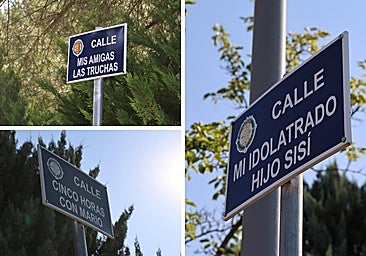 CALLE
MIS AMIGAS
LAS TRUCHAS
CALLE
CINCO HORAS
CON MARIO
CALLE
MI IDOLATRADO
HIJO SISÍ